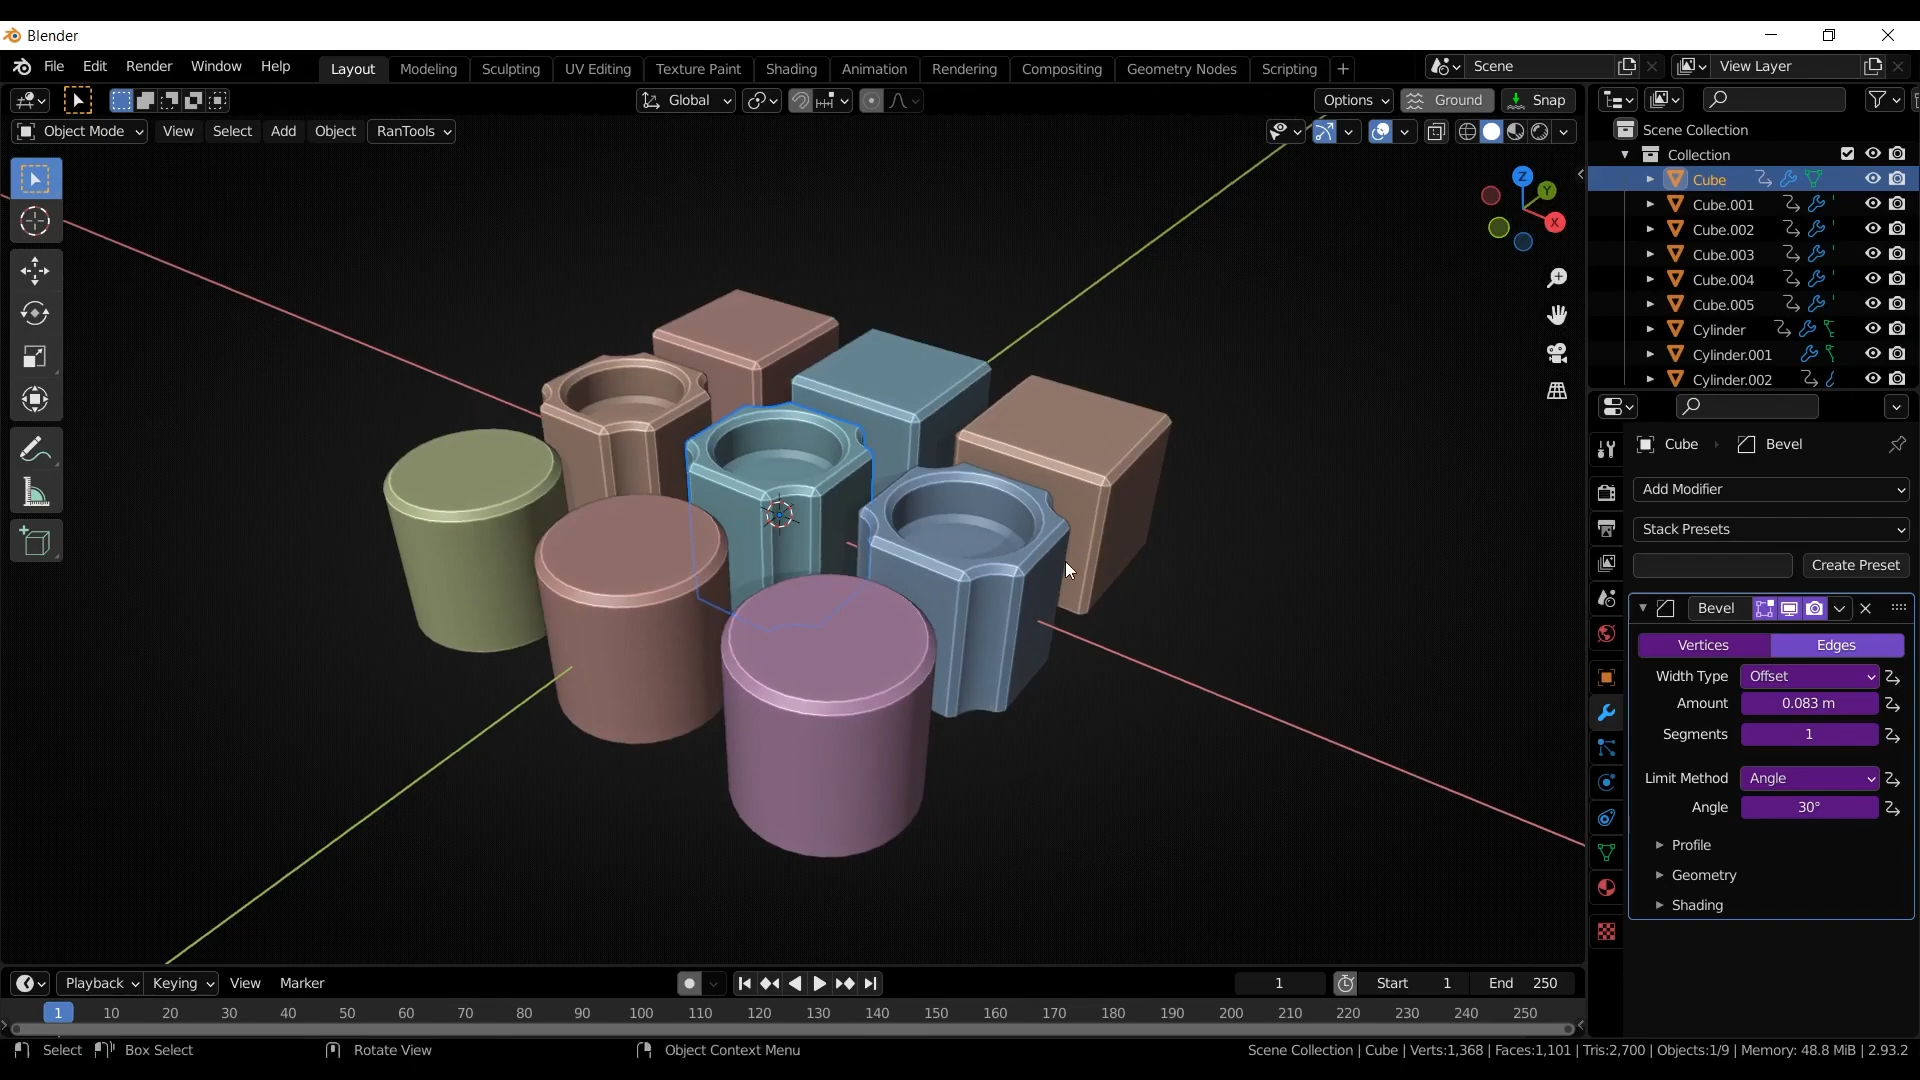 Blender
File Edit Render Window Help Layout Modeling Sculpting UV Editing Texture Paint Shading Animation Rendering Compositing Geometry Nodes Scripting + Scene View Layer
Global Options Ground Snap
Object Mode View Select Add Object RanTools
Z
Y
X
Scene Collection
Collection
Cube
Cube.001
Cube.002
Cube.003
Cube.004
Cube.005
Cylinder
Cylinder.001
Cylinder.002
Cube Bevel
Add Modifier
Stack Presets
Create Preset
Bevel
Vertices Edges
Width Type Offset
Amount 0.083 m
Segments 1
Limit Method Angle
Angle 30°
Profile
Geometry
Shading
Playback Keying View Marker 1 Start 1 End 250
1 10 20 30 40 50 60 70 80 90 100 110 120 130 140 150 160 170 180 190 200 210 220 230 240 250
Select Box Select Rotate View Object Context Menu Scene Collection | Cube | Verts:1,368 | Faces:1,101 | Tris:2,700 | Objects:1/9 | Memory: 48.8 MiB | 2.93.2